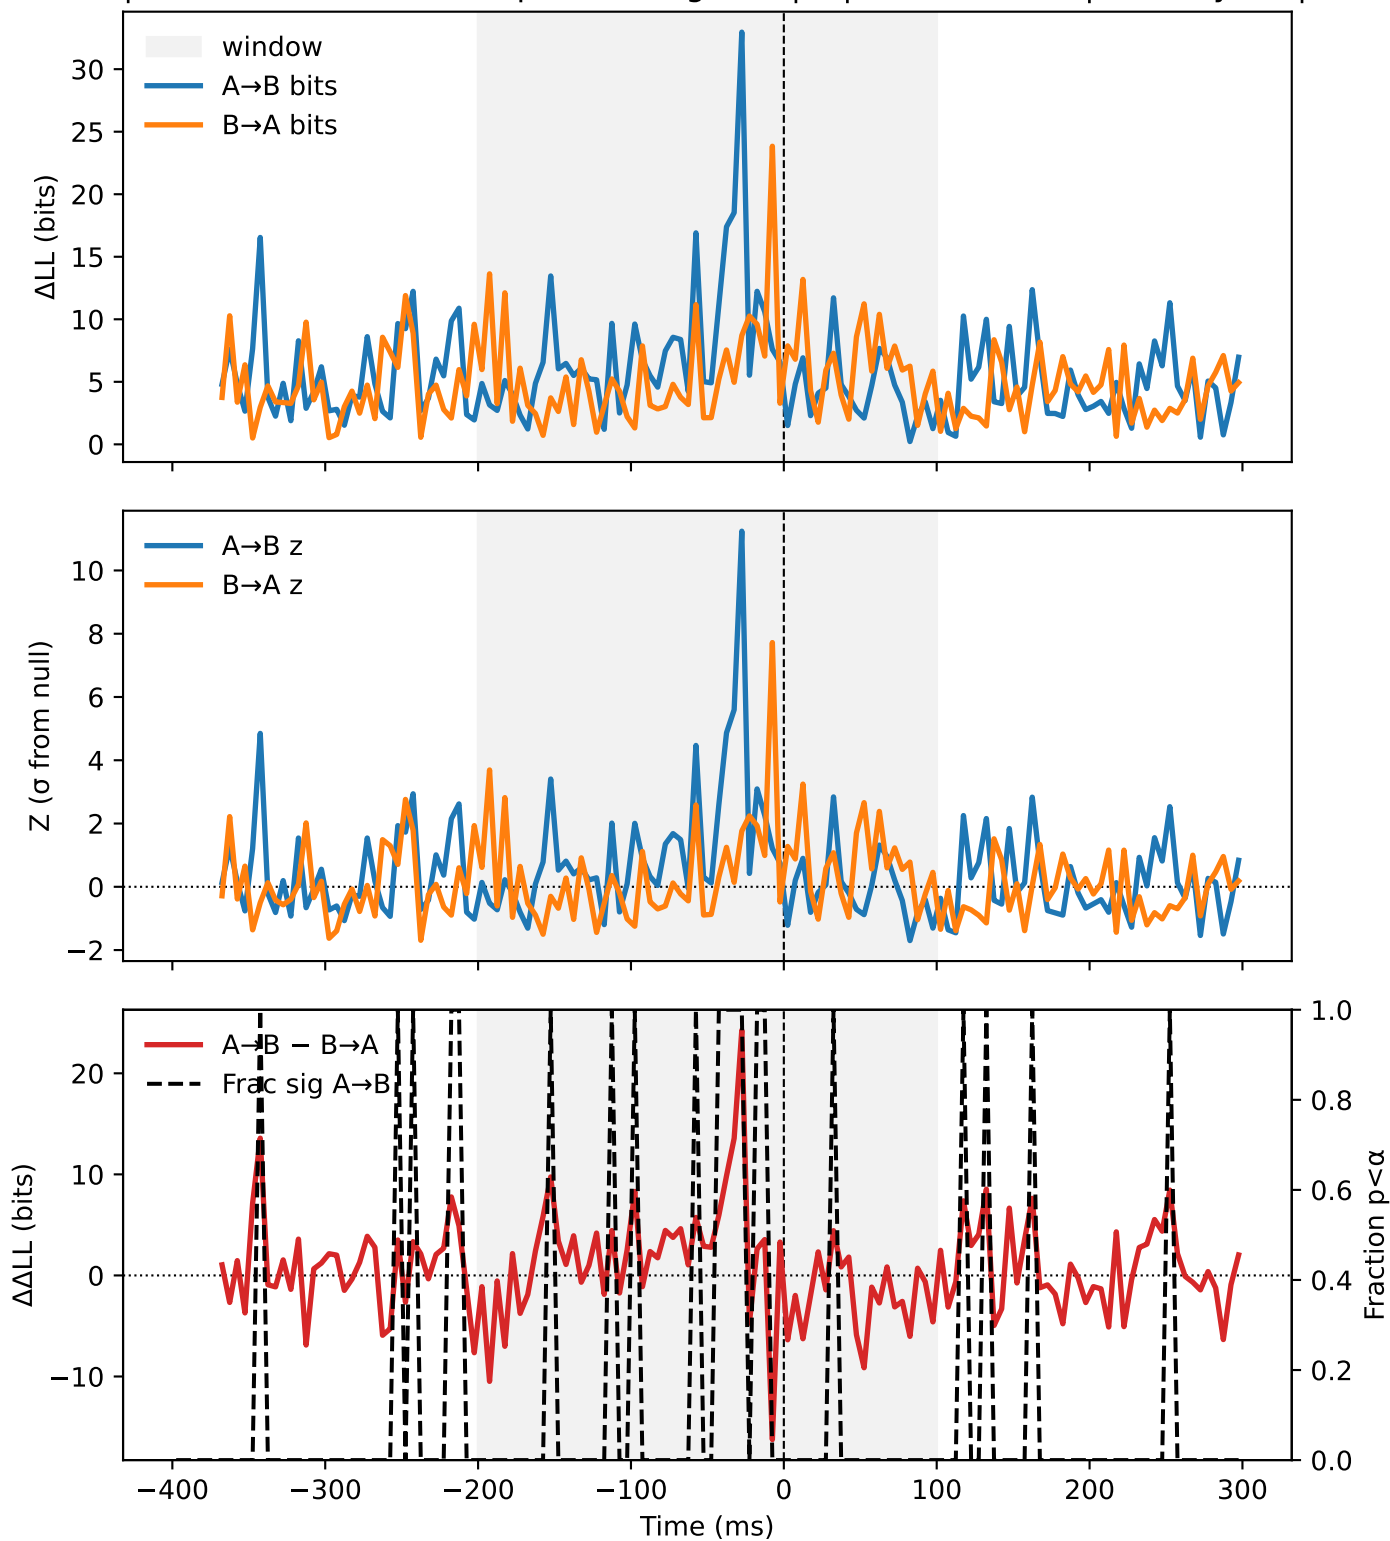 window
A→B bits
B→A bits
ΔLL (bits)
30
25
20
15
10
5
0
A→B z
B→A z
Z (σ from null)
10
8
6
4
2
0
−2
A→B − B→A
Frac sig A→B
ΔΔLL (bits)
20
10
0
−10
1.0
0.8
0.6
0.4
0.2
0.0
Fraction p<α
−400
−300
−200
−100
0
100
200
300
Time (ms)